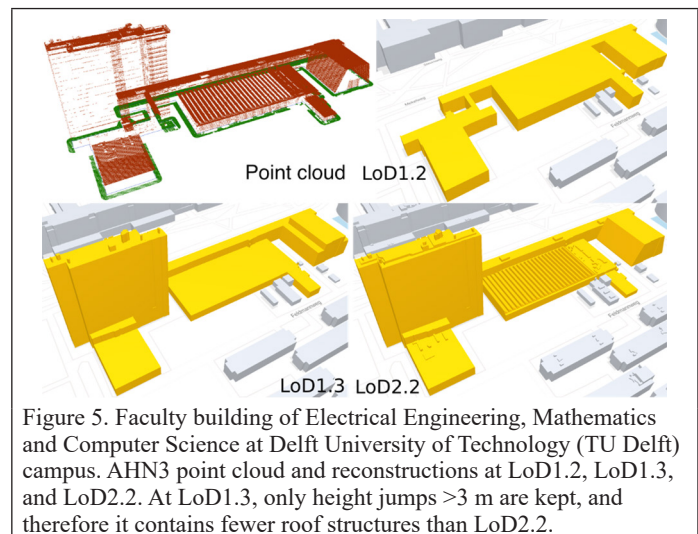 Point cloud LoD1.2
LoD1.3 LoD2.2
Figure 5. Faculty building of Electrical Engineering, Mathematics
and Computer Science at Delft University of Technology (TU Delft)
campus. AHN3 point cloud and reconstructions at LoD1.2, LoD1.3,
and LoD2.2. At LoD1.3, only height jumps >3 m are kept, and
therefore it contains fewer roof structures than LoD2.2.